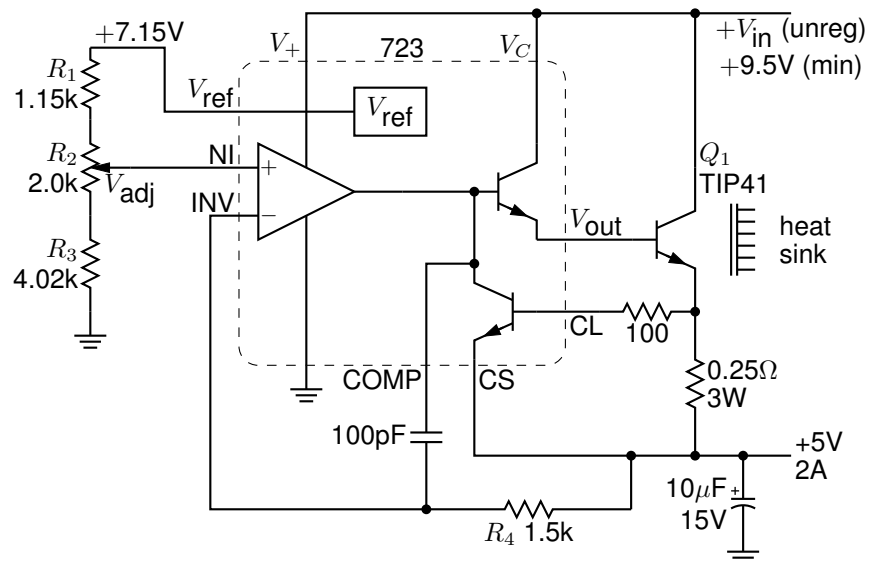 +7.15V
V+
723
VC
+Vin (unreg)
+9.5V (min)
R1
1.15k
Vref
Vref
R2
2.0k
Vadj
NI
+
INV
−
Q1
TIP41
Vout
heat
sink
R3
4.02k
CL
100
COMP
CS
0.25Ω
3W
100pF
+5V
2A
10μF
+
15V
R4 1.5k